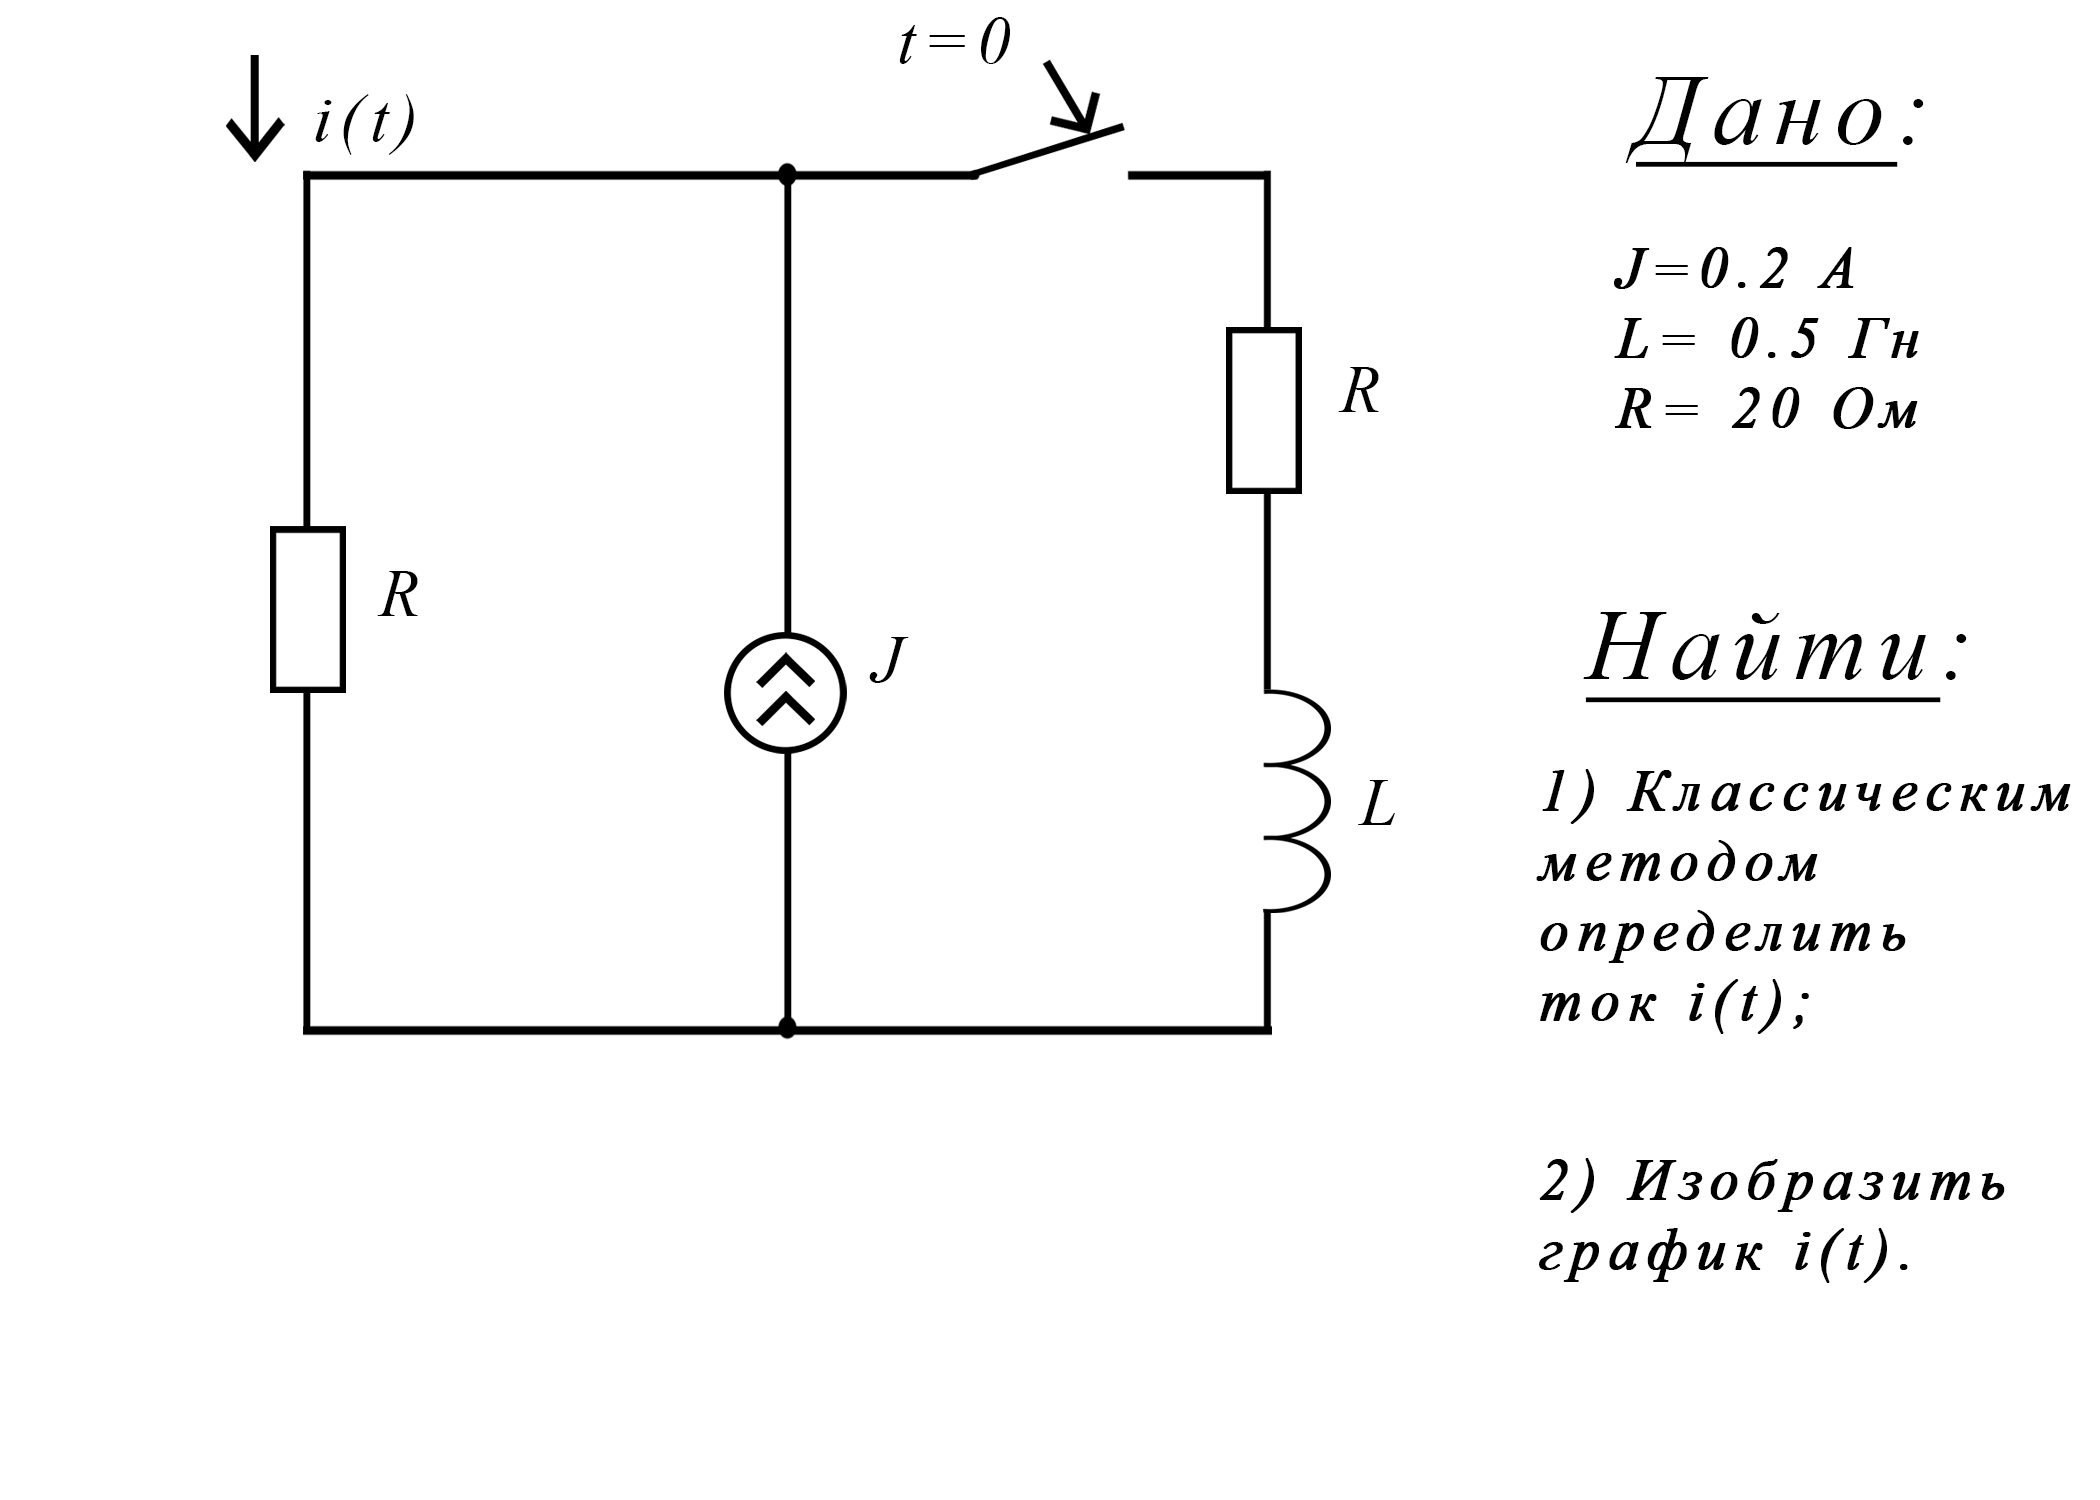 t=0
i(t)
R
J
R
L
Дано:
J=0.2 А
L= 0.5 Гн
R= 20 Ом
Найти:
1) Классическим
методом
определить
ток i(t);
2) Изобразить
график i(t).